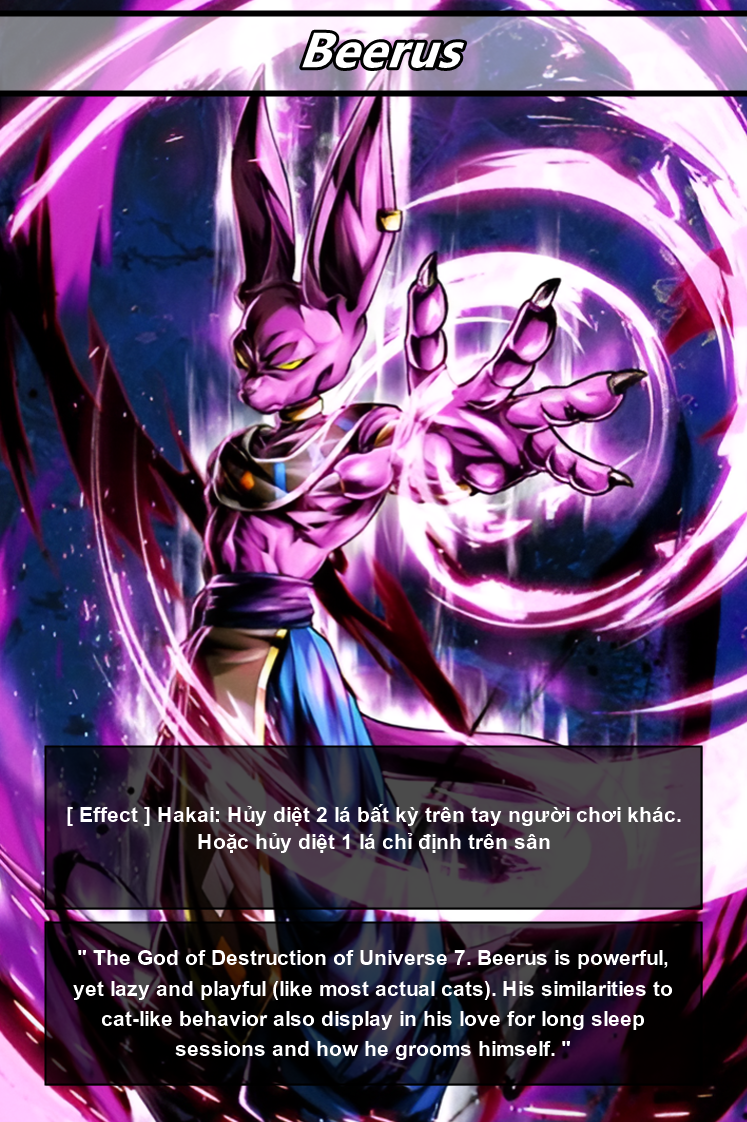 Beerus
[ Effect ] Hakai: Hủy diệt 2 lá bất kỳ trên tay người chơi khác.
Hoặc hủy diệt 1 lá chỉ định trên sân
" The God of Destruction of Universe 7. Beerus is powerful,
yet lazy and playful (like most actual cats). His similarities to
cat-like behavior also display in his love for long sleep
sessions and how he grooms himself. "